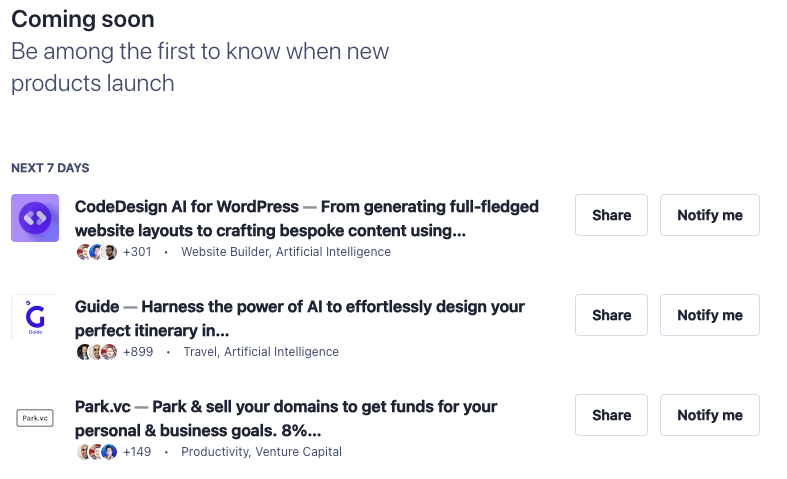 Coming soon
Be among the first to know when new
products launch
NEXT 7 DAYS
CodeDesign AI for WordPress — From generating full-fledged
website layouts to crafting bespoke content using...
+301 • Website Builder, Artificial Intelligence
Share
Notify me
Guide
Guide — Harness the power of AI to effortlessly design your
perfect itinerary in...
+899 • Travel, Artificial Intelligence
Share
Notify me
Park.vc
Park.vc — Park & sell your domains to get funds for your
personal & business goals. 8%...
+149 • Productivity, Venture Capital
Share
Notify me